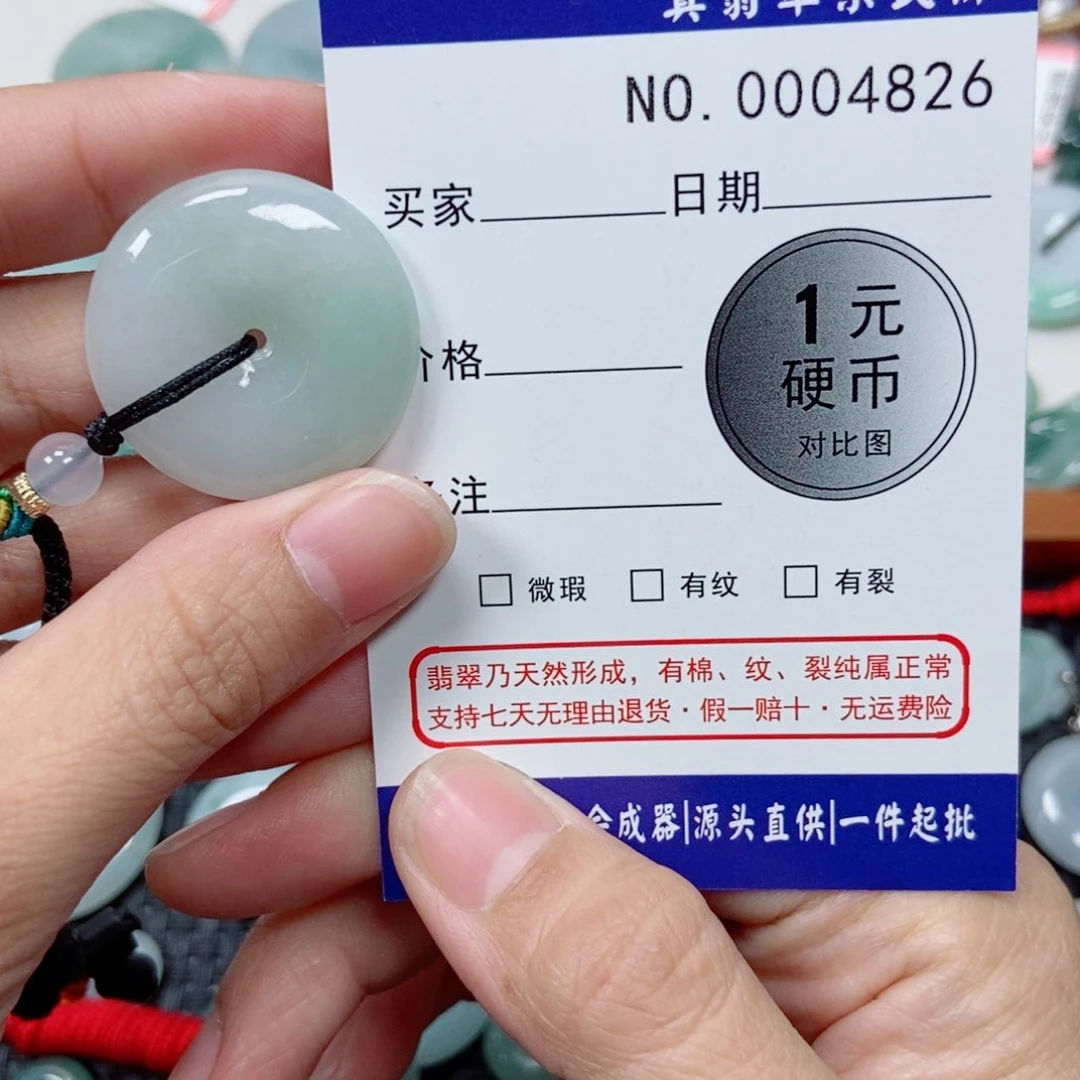 NO. 0004826
买家 日期
格
注
1元
硬币
对比图
微瑕 有纹 有裂
翡翠乃天然形成，有棉、纹、裂纯属正常
支持七天无理由退货·假一赔十·无运费险
成器|源头直供|一件起批